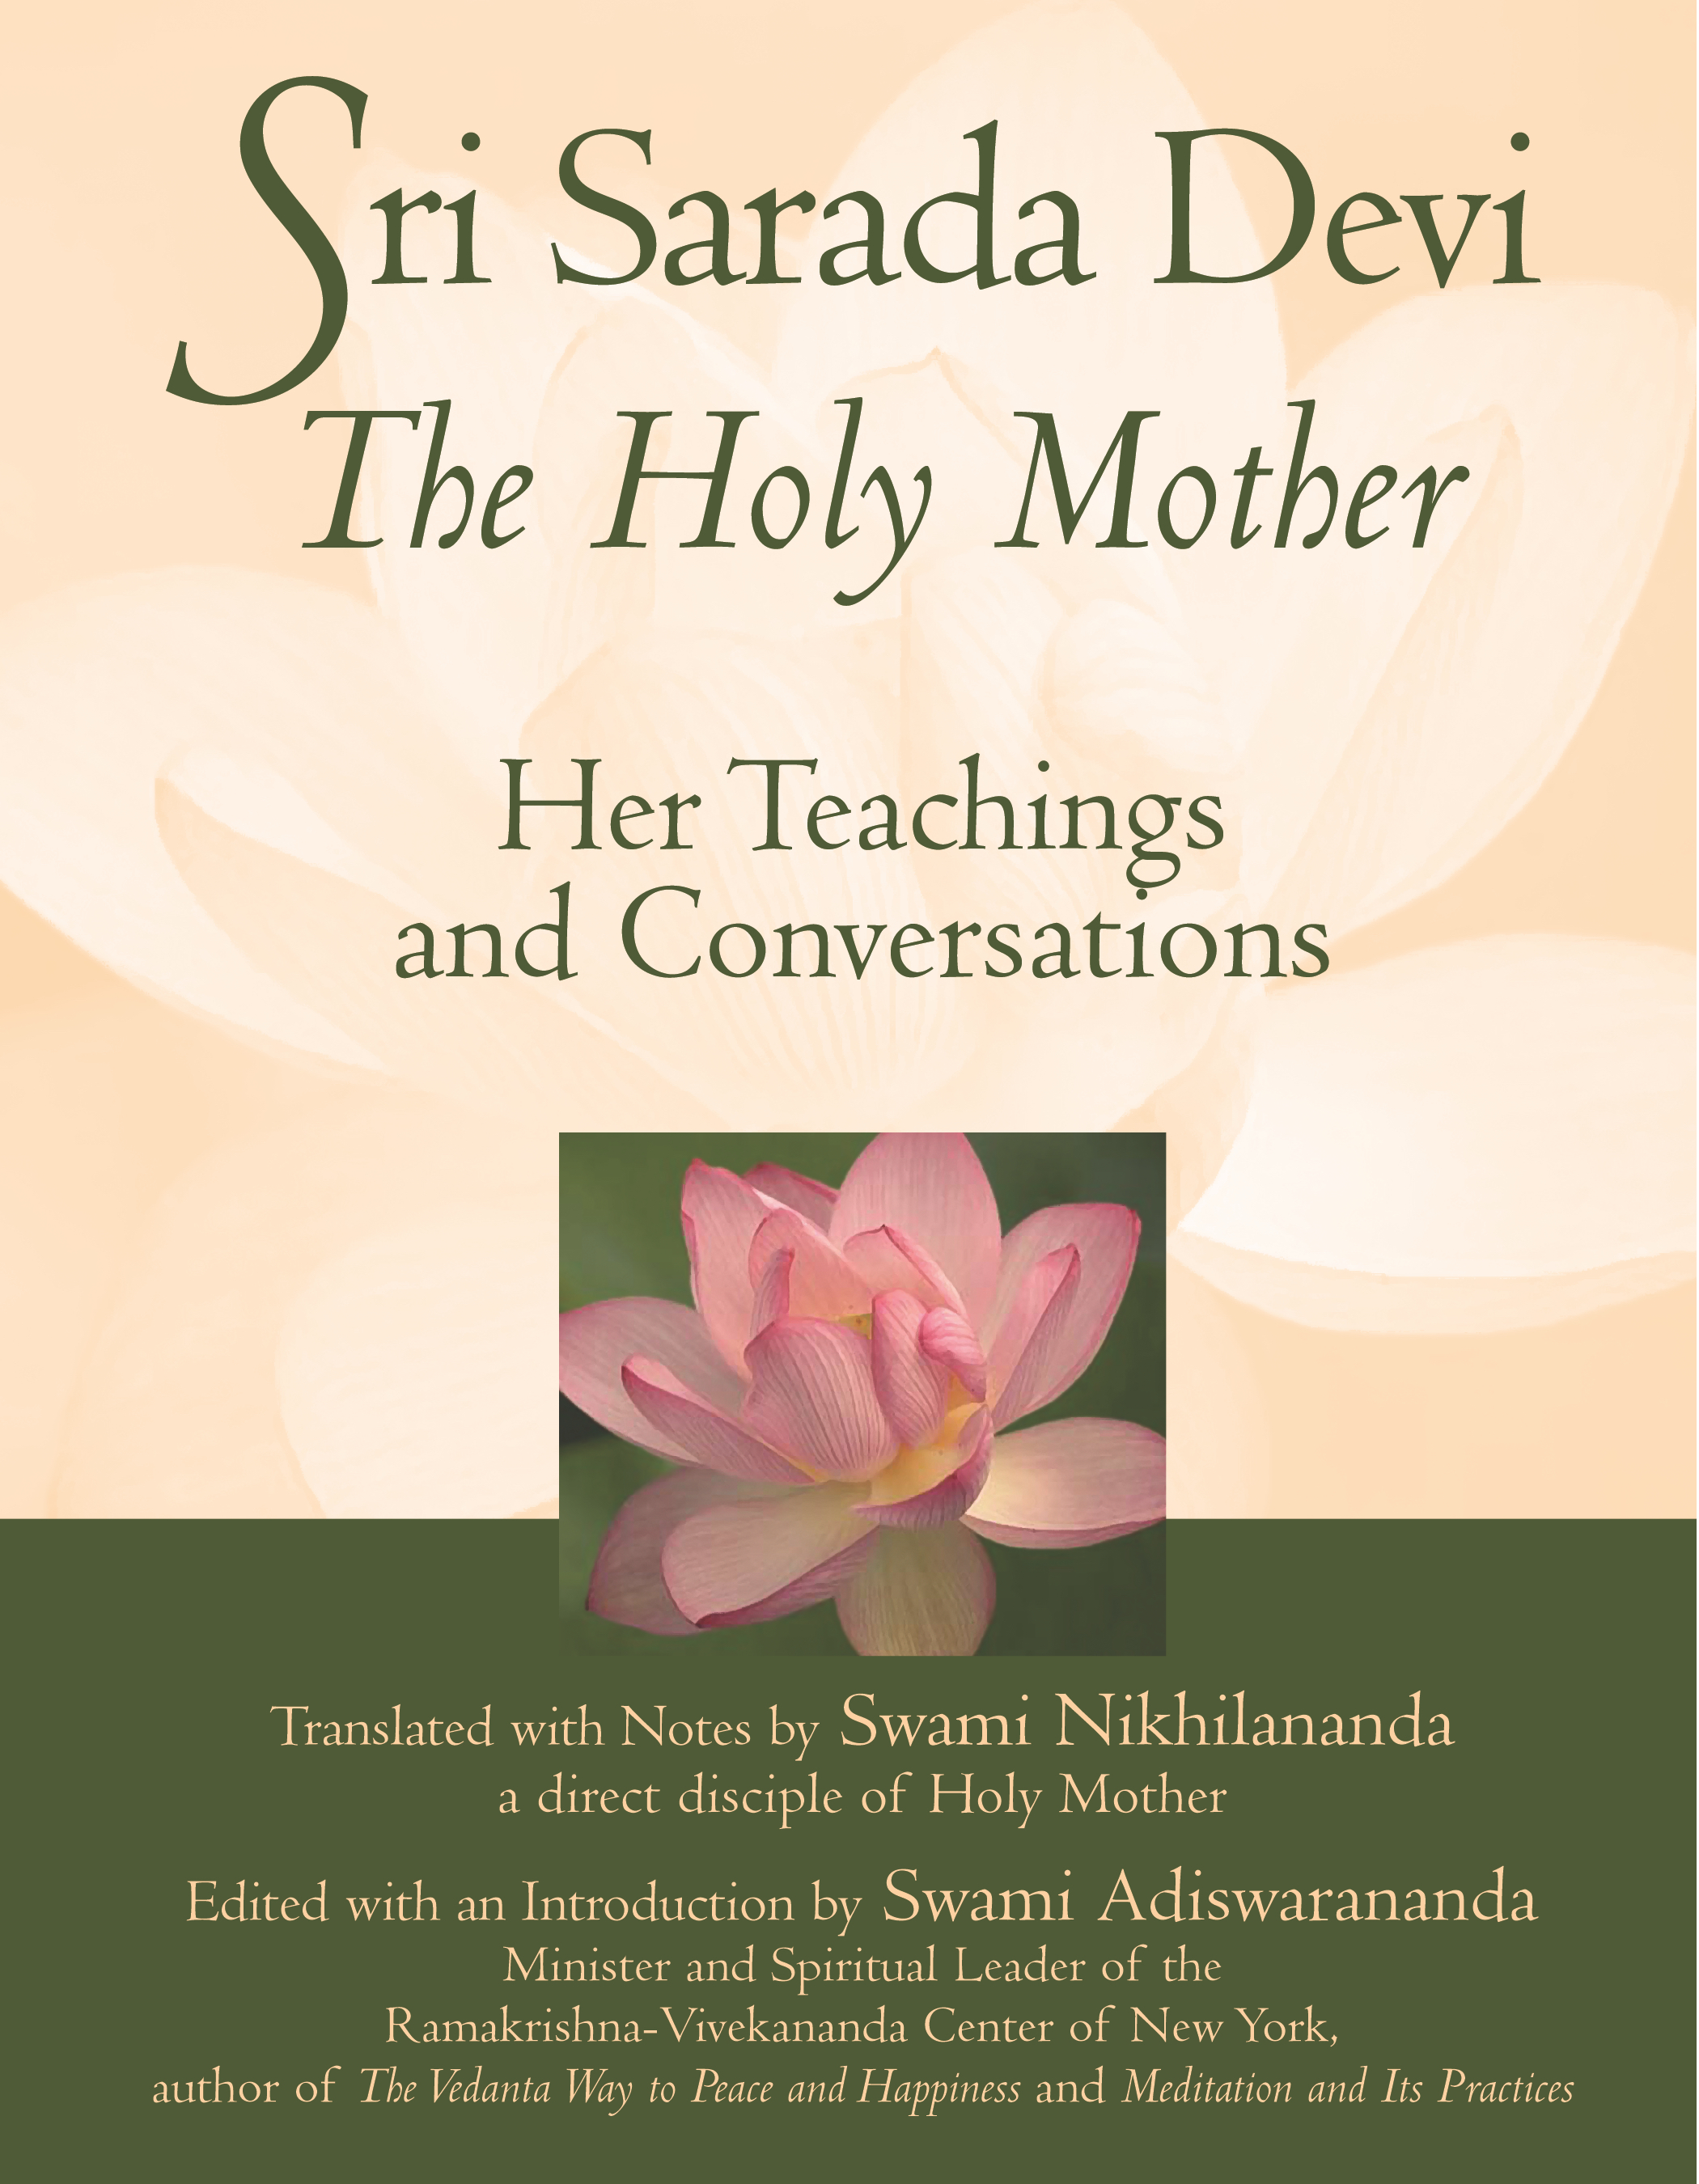 Sri Sarada Devi
The Holy Mother
Her Teachings
and Conversations
Translated with Notes by Swami Nikhilananda
a direct disciple of Holy Mother
Edited with an Introduction by Swami Adiswarananda
Minister and Spiritual Leader of the
Ramakrishna-Vivekananda Center of New York,
author of The Vedanta Way to Peace and Happiness and Meditation and Its Practices